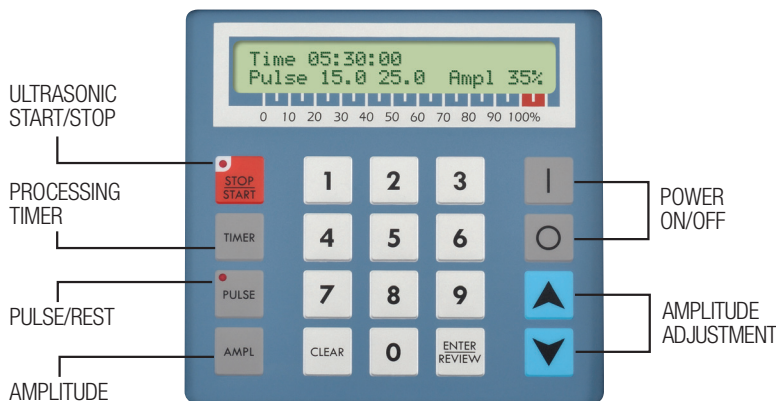 Time 05:30:00
Pulse 15.0 25.0 Ampl 35%
0 10 20 30 40 50 60 70 80 90 100%
ULTRASONIC
START/STOP
PROCESSING
TIMER
PULSE/REST
AMPLITUDE
STOP
START
1 2 3
TIMER
4 5 6
PULSE
7 8 9
AMPL
CLEAR
0
ENTER
REVIEW
POWER
ON/OFF
AMPLITUDE
ADJUSTMENT